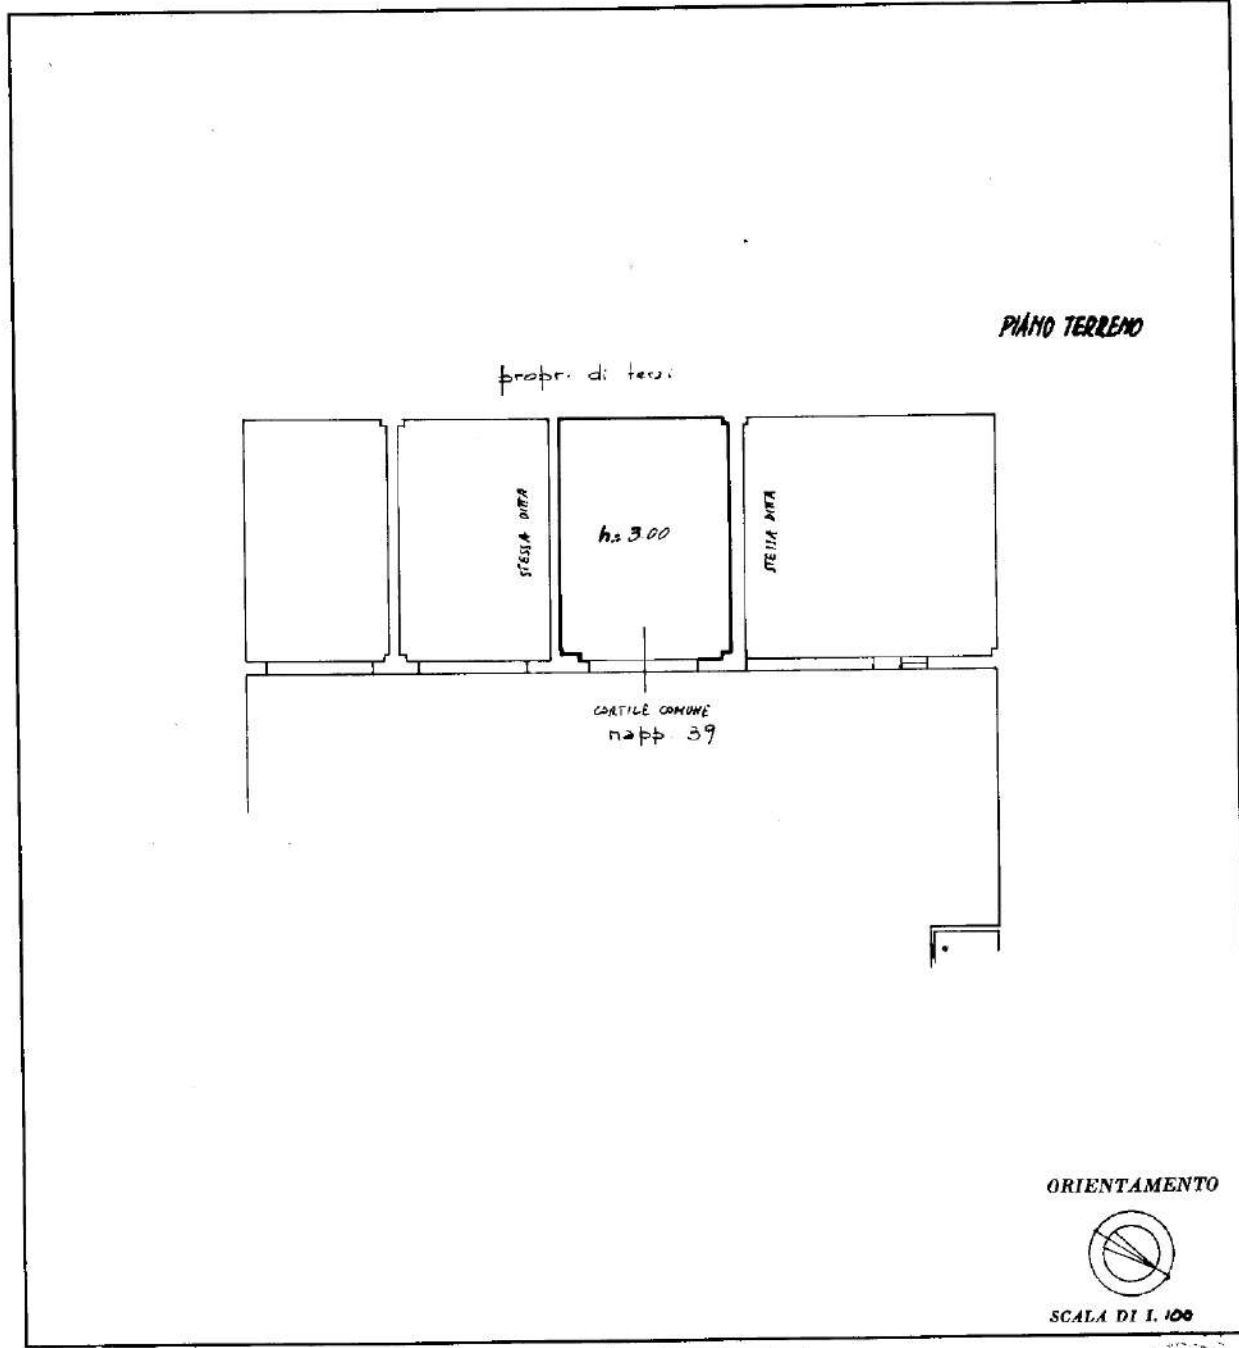 PIANO TERRENO
propr. di terzi
STESSA DITTA
h= 3.00
STESSA DITTA
CORTILE COMUNE
mapp. 39
ORIENTAMENTO
SCALA DI 1. 100